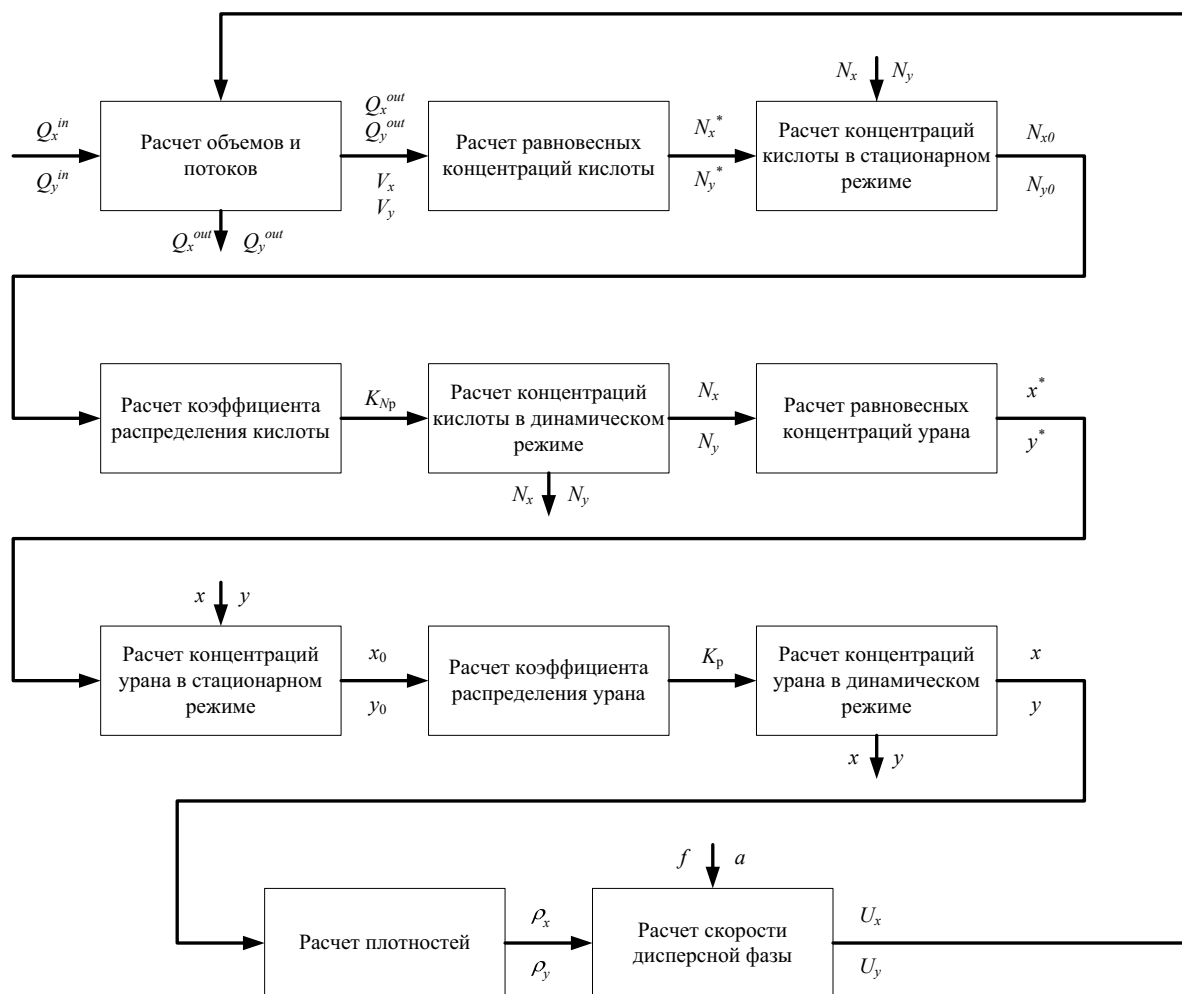 Q_x^in
Q_y^in
Расчет объемов и
потоков
Q_x^out Q_y^out
Q_x^out
Q_y^out
V_x
V_y
Расчет равновесных
концентраций кислоты
N_x^*
N_y^*
N_x N_y
Расчет концентраций
кислоты в стационарном
режиме
N_x0
N_y0
Расчет коэффициента
распределения кислоты
K_Nр
Расчет концентраций
кислоты в динамическом
режиме
N_x N_y
N_x
N_y
Расчет равновесных
концентраций урана
x^*
y^*
x y
Расчет концентраций
урана в стационарном
режиме
x_0
y_0
Расчет коэффициента
распределения урана
K_р
Расчет концентраций
урана в динамическом
режиме
x y
x
y
Расчет плотностей
ρ_x
ρ_y
f a
Расчет скорости
дисперсной фазы
U_x
U_y